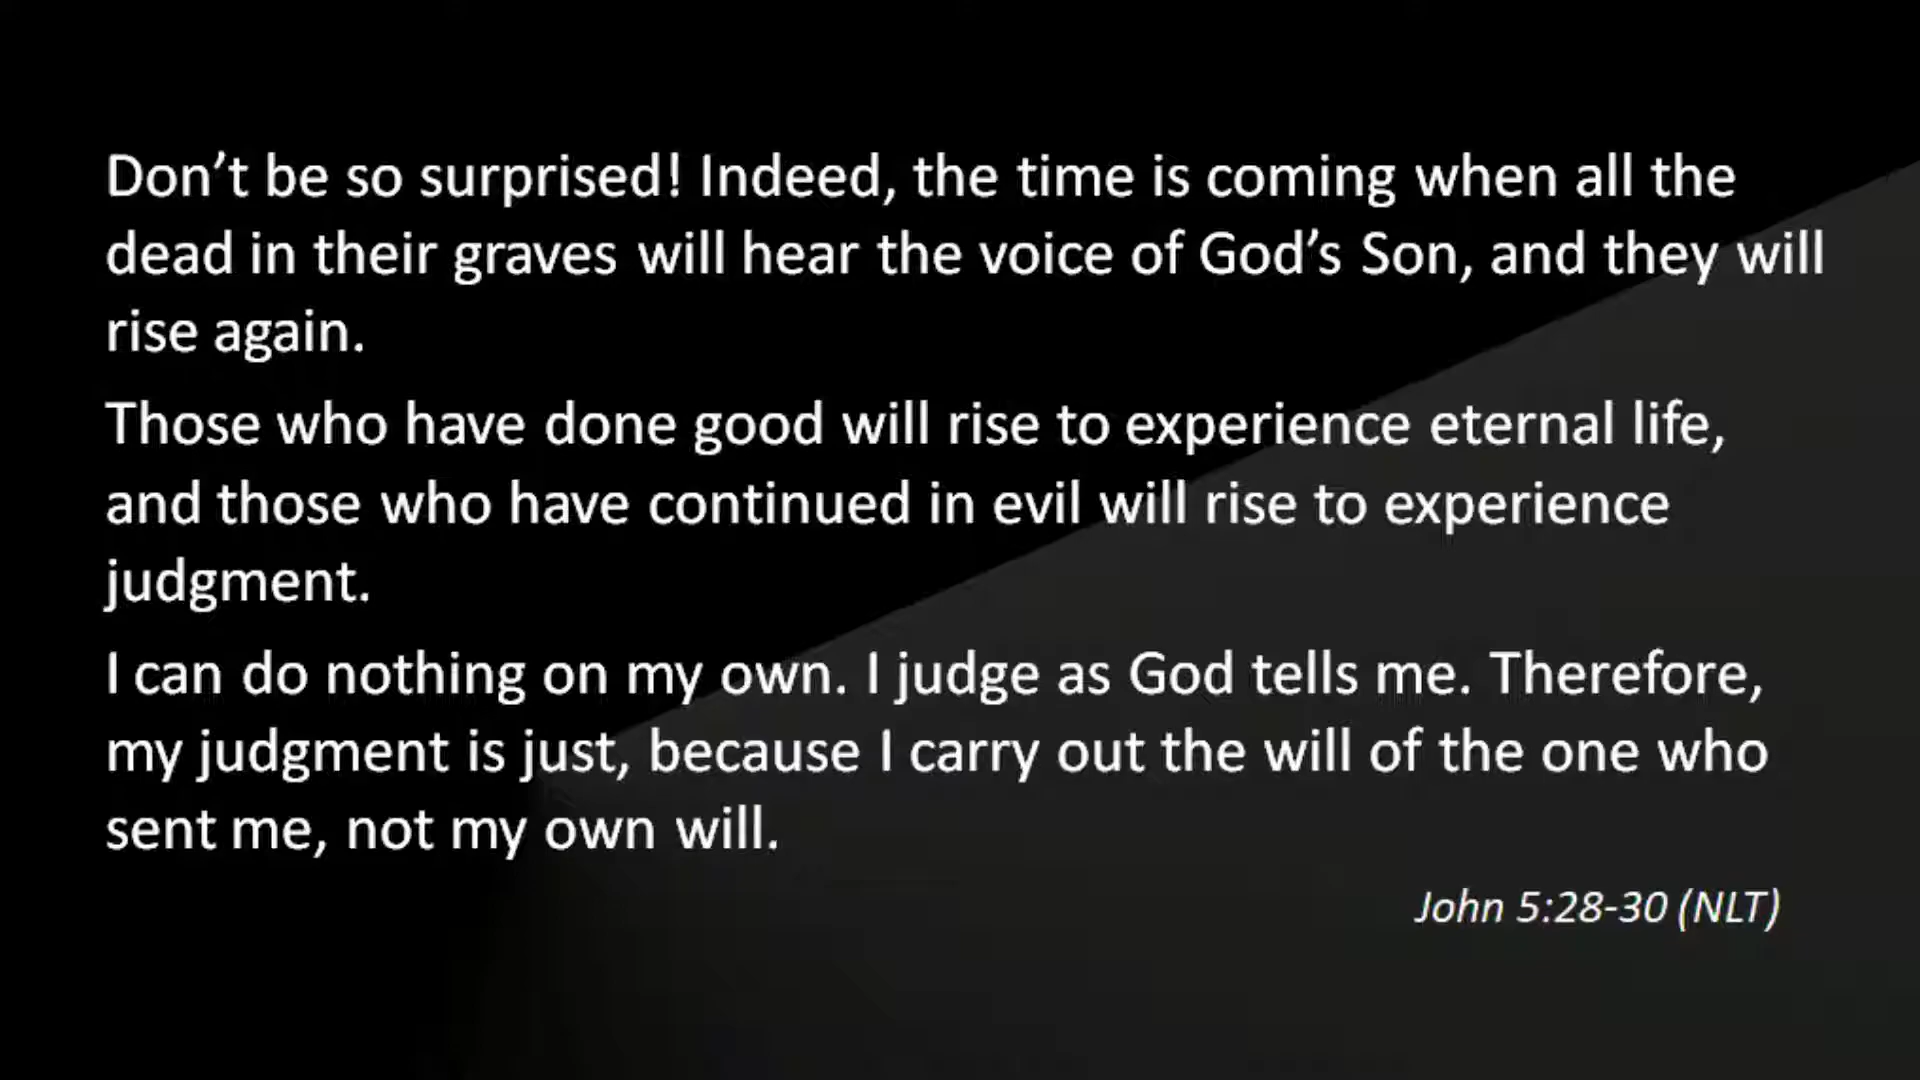 Don’t be so surprised! Indeed, the time is coming when all the
dead in their graves will hear the voice of God’s Son, and they will
rise again.
Those who have done good will rise to experience eternal life,
and those who have continued in evil will rise to experience
judgment.
I can do nothing on my own. I judge as God tells me. Therefore,
my judgment is just, because I carry out the will of the one who
sent me, not my own will.
John 5:28-30 (NLT)